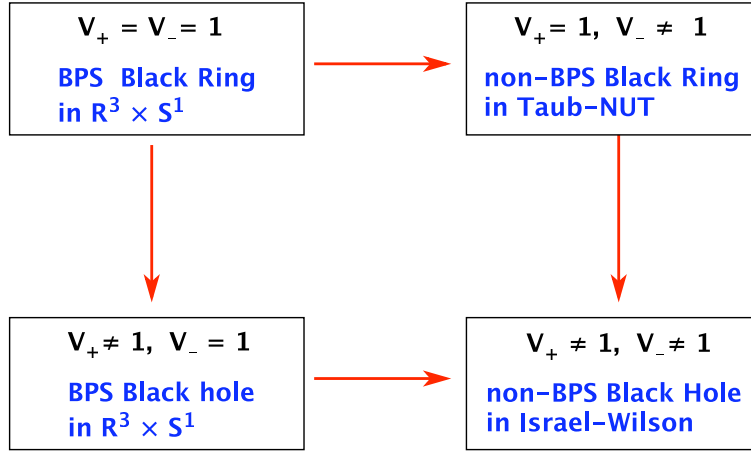 V₊ = V₋ = 1
BPS Black Ring
in R³ × S¹
V₊ = 1, V₋ ≠ 1
non-BPS Black Ring
in Taub-NUT
V₊ ≠ 1, V₋ = 1
BPS Black hole
in R³ × S¹
V₊ ≠ 1, V₋ ≠ 1
non-BPS Black Hole
in Israel-Wilson